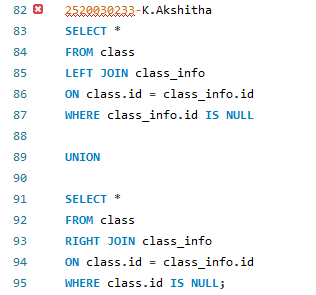 82 2520030233-K.Akshitha
83 SELECT *
84 FROM class
85 LEFT JOIN class_info
86 ON class.id = class_info.id
87 WHERE class_info.id IS NULL
88
89 UNION
90
91 SELECT *
92 FROM class
93 RIGHT JOIN class_info
94 ON class.id = class_info.id
95 WHERE class.id IS NULL;